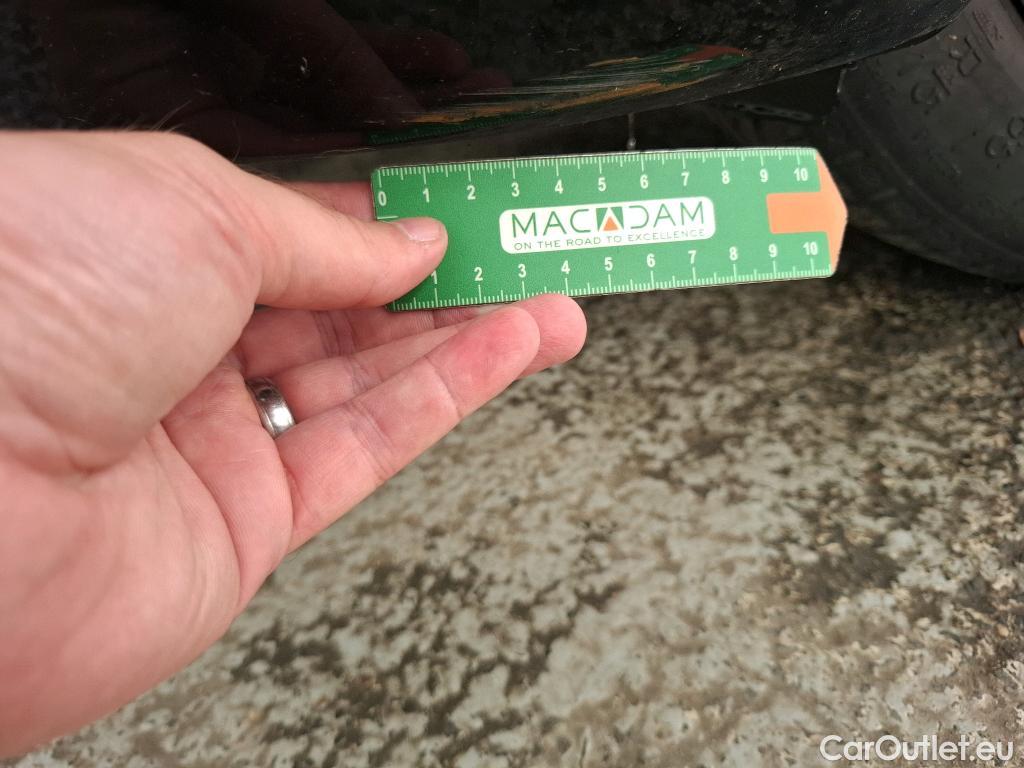 R15
0 1 2 3 4 5 6 7 8 9 10
MACADAM
ON THE ROAD TO EXCELLENCE
1 2 3 4 5 6 7 8 9 10
CarOutlet.eu